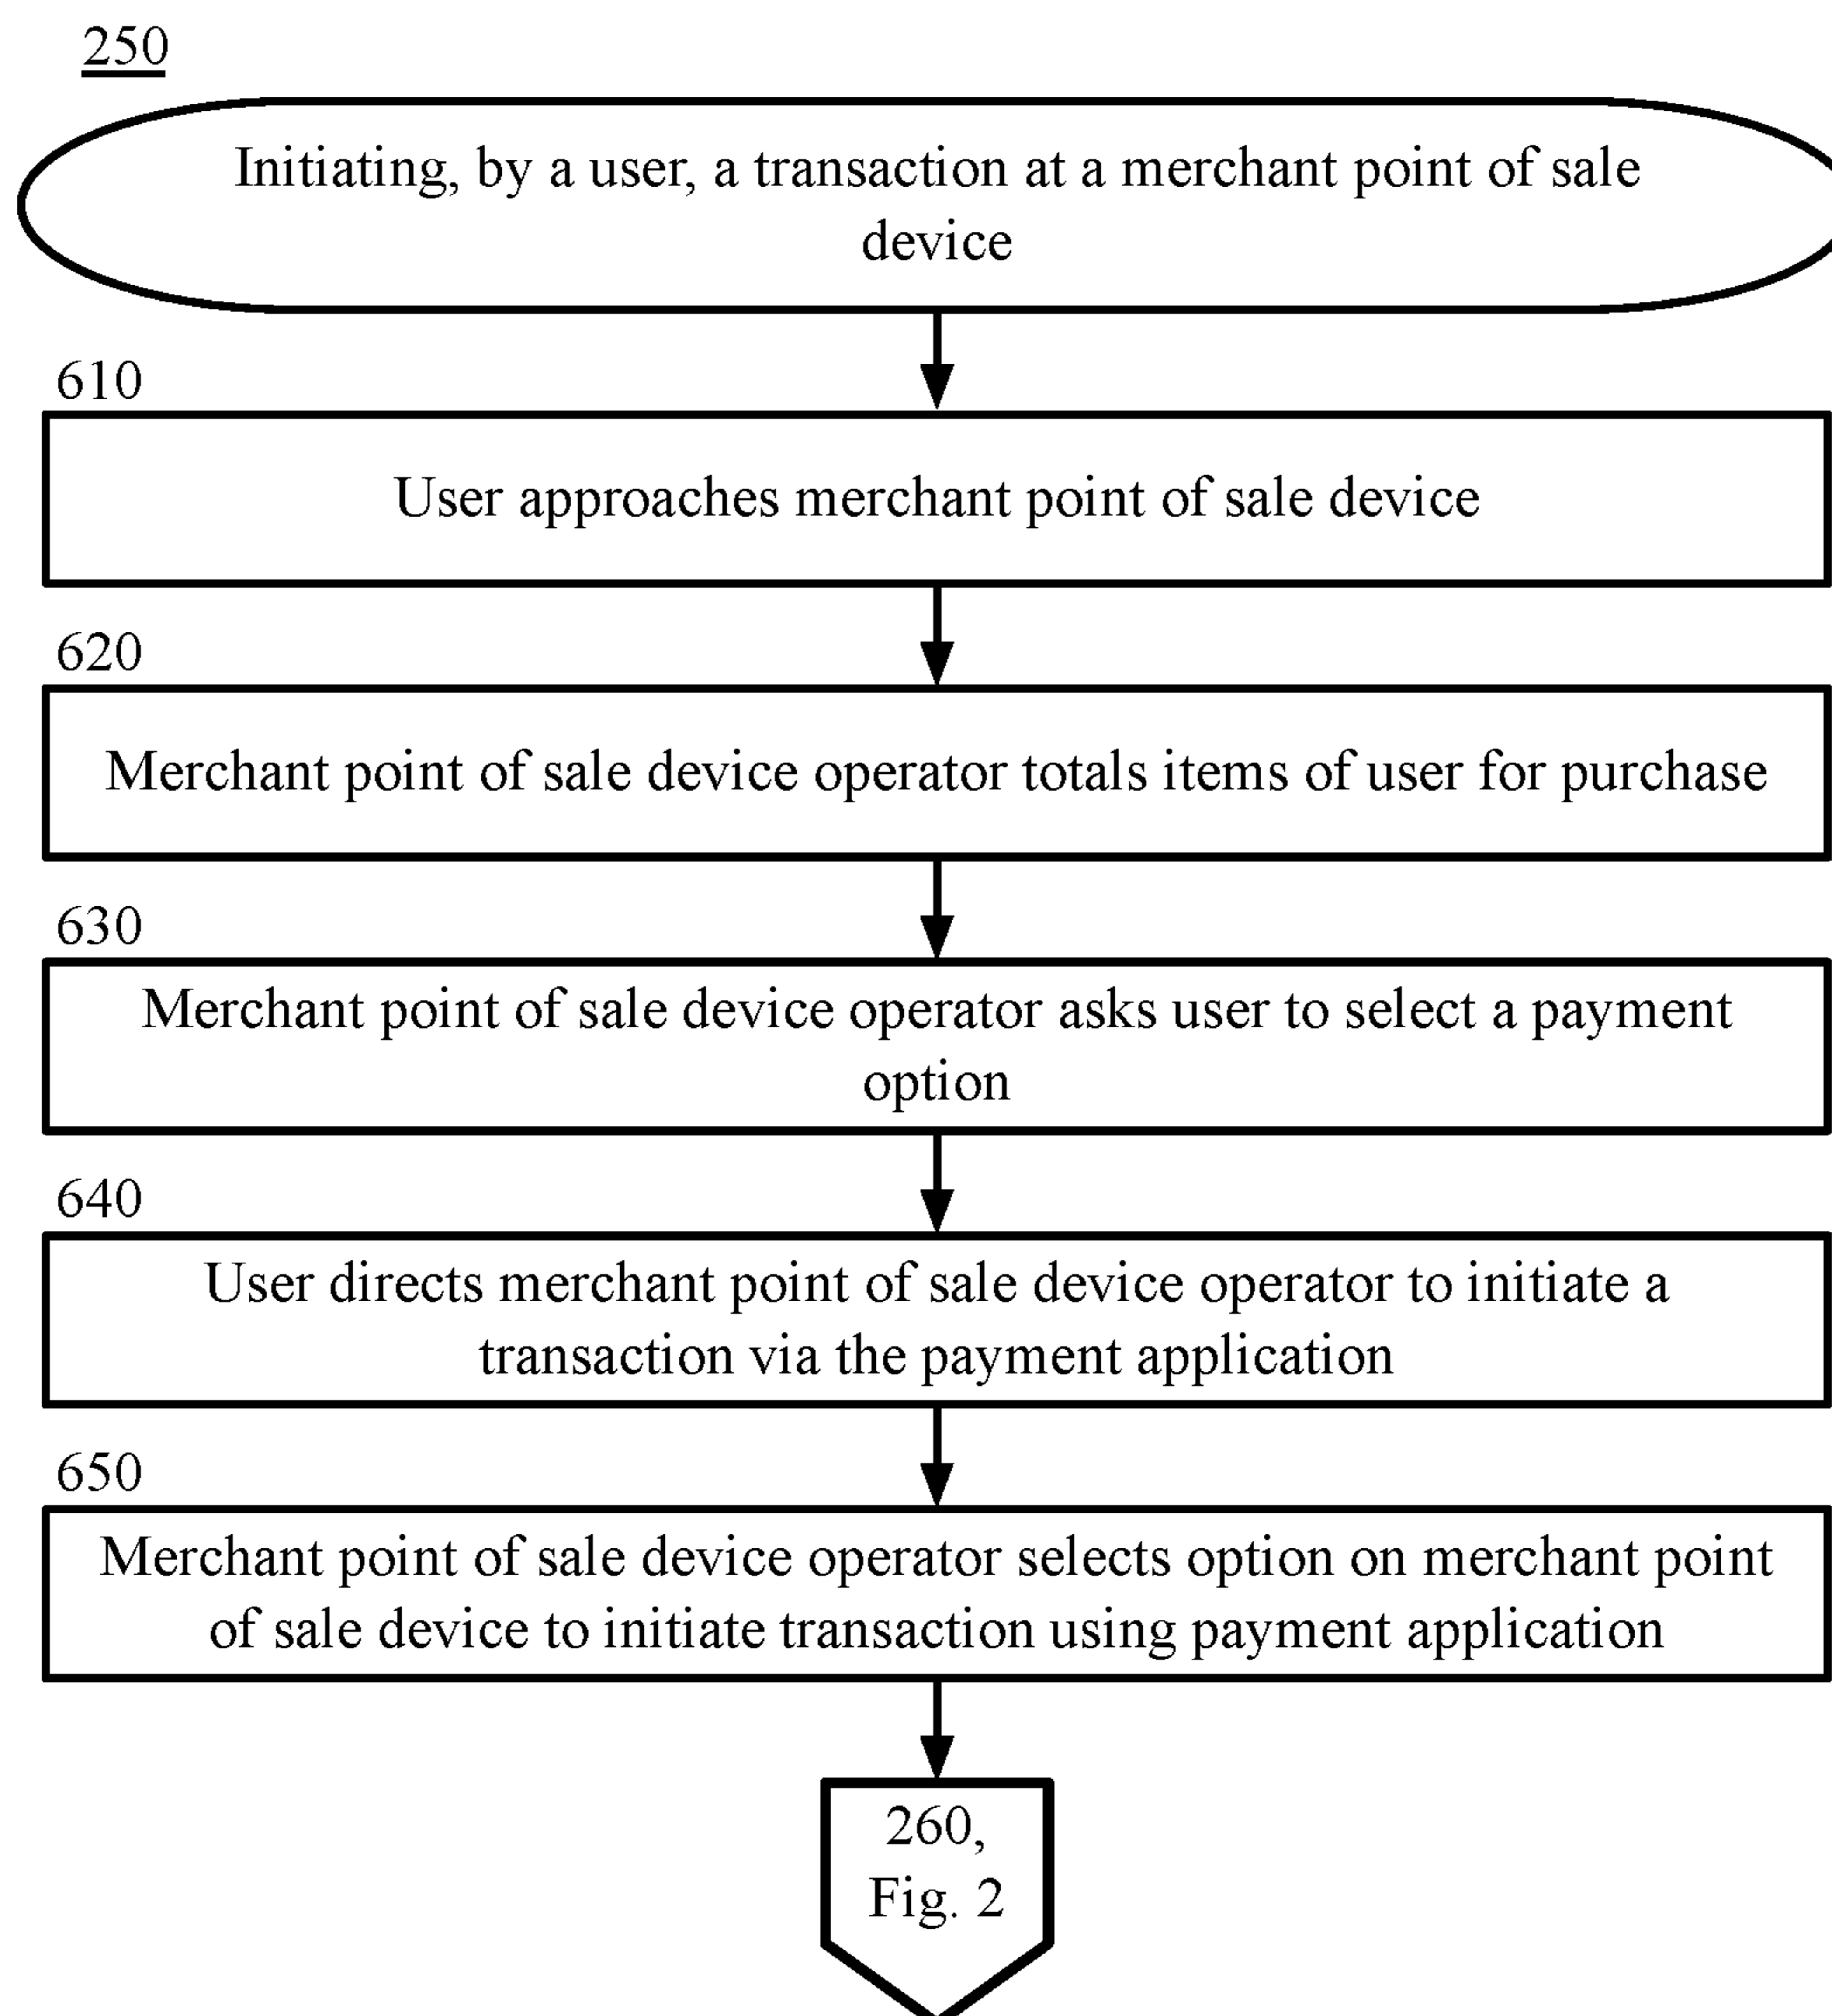 250
Initiating, by a user, a transaction at a merchant point of sale
device
610
User approaches merchant point of sale device
620
Merchant point of sale device operator totals items of user for purchase
630
Merchant point of sale device operator asks user to select a payment
option
640
User directs merchant point of sale device operator to initiate a
transaction via the payment application
650
Merchant point of sale device operator selects option on merchant point
of sale device to initiate transaction using payment application
260,
Fig. 2